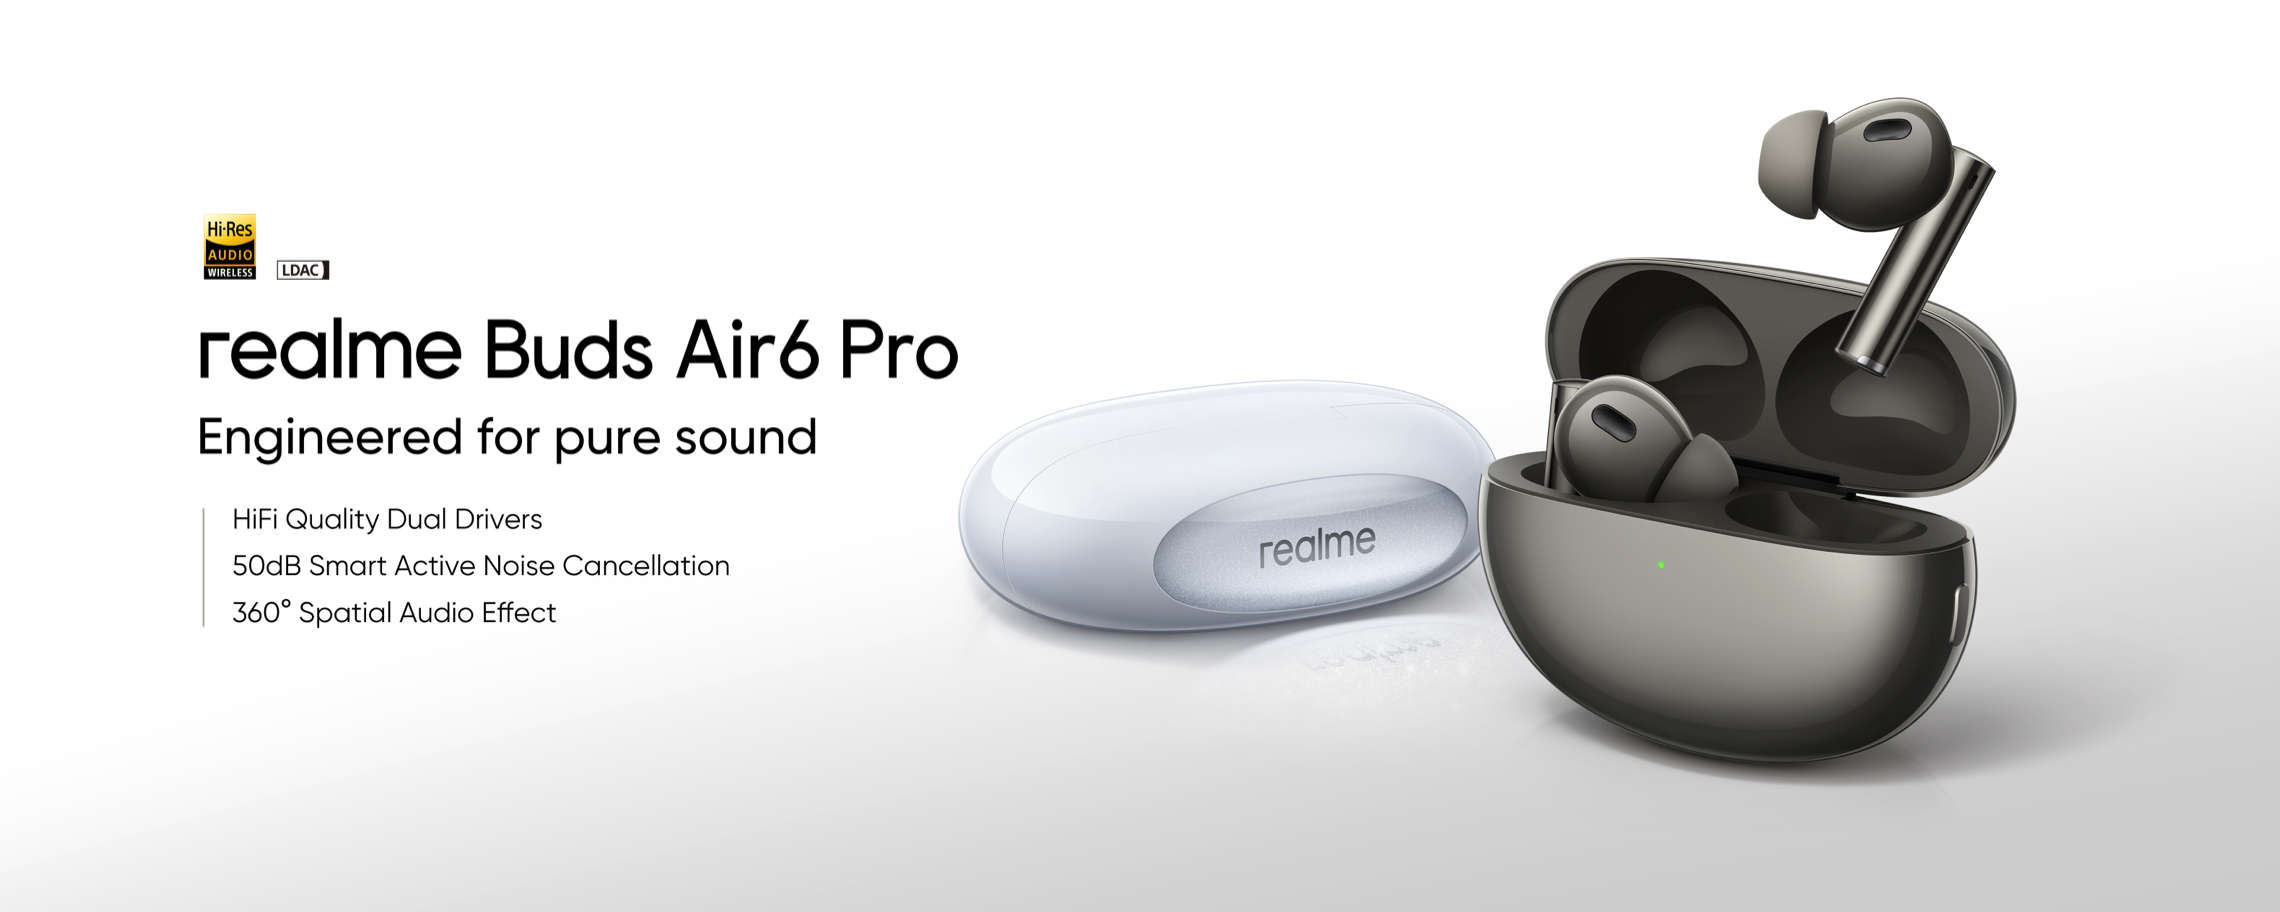 Hi-Res
AUDIO
WIRELESS
LDAC
realme Buds Air6 Pro
Engineered for pure sound
HiFi Quality Dual Drivers
50dB Smart Active Noise Cancellation
360° Spatial Audio Effect
realme